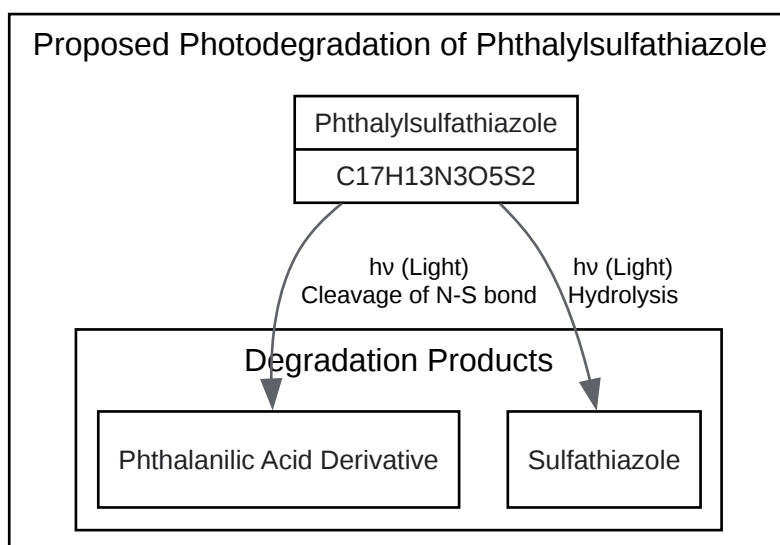 Proposed Photodegradation of Phthalylsulfathiazole
Phthalylsulfathiazole
C17H13N3O5S2
hν (Light)
Cleavage of N-S bond
hν (Light)
Hydrolysis
Degradation Products
Phthalanilic Acid Derivative
Sulfathiazole